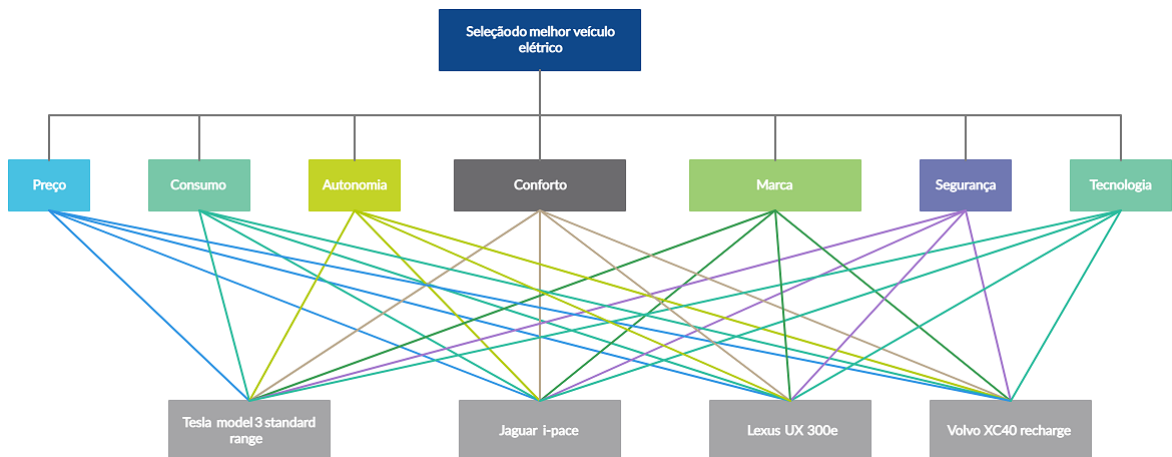 Seleçãodo melhor veículo
elétrico
Preço
Consumo
Autonomia
Conforto
Marca
Segurança
Tecnologia
Tesla model 3 standard
range
Jaguar i-pace
Lexus UX 300e
Volvo XC40 recharge